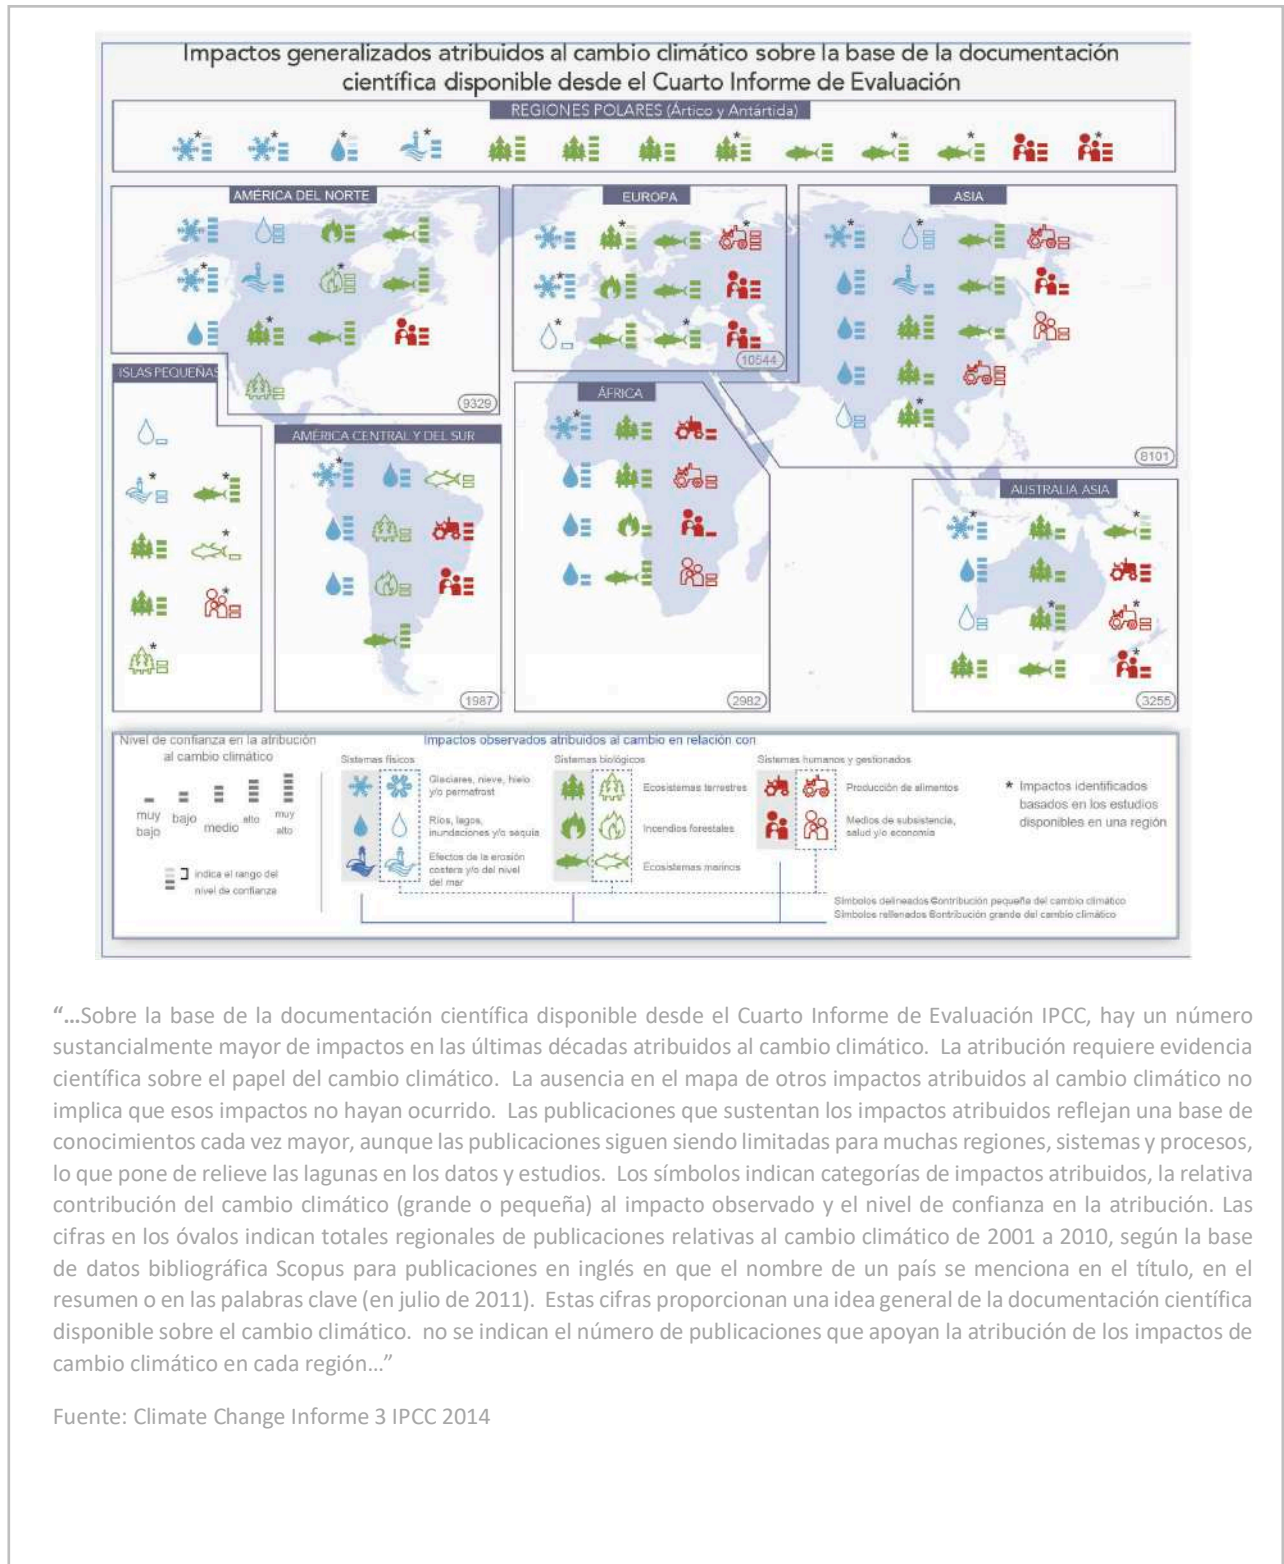 Impactos generalizados atribuidos al cambio climático sobre la base de la documentación
científica disponible desde el Cuarto Informe de Evaluación
REGIONES POLARES (Ártico y Antártida)
AMÉRICA DEL NORTE
EUROPA
ASIA
10544
ISLAS PEQUEÑAS
9329
ÁFRICA
AMÉRICA CENTRAL Y DEL SUR
8101
AUSTRALIA ASIA
1987
2982
3255
Nivel de confianza en la atribución
al cambio climático
muy bajo
bajo
medio
alto
muy alto
indica el rango del
nivel de confianza
Impactos observados atribuidos al cambio en relación con
Sistemas físicos
Glaciares, nieve, hielo
y/o permafrost
Ríos, lagos,
inundaciones y/o sequía
Efectos de la erosión
costera y/o del nivel
del mar
Sistemas biológicos
Ecosistemas terrestres
Incendios forestales
Ecosistemas marinos
Sistemas humanos y gestionados
Producción de alimentos
Medios de subsistencia,
salud y/o economía
* Impactos identificados
basados en los estudios
disponibles en una región
Símbolos delineados=Contribución pequeña del cambio climático
Símbolos rellenados=Contribución grande del cambio climático
“…Sobre la base de la documentación científica disponible desde el Cuarto Informe de Evaluación IPCC, hay un número
sustancialmente mayor de impactos en las últimas décadas atribuidos al cambio climático. La atribución requiere evidencia
científica sobre el papel del cambio climático. La ausencia en el mapa de otros impactos atribuidos al cambio climático no
implica que esos impactos no hayan ocurrido. Las publicaciones que sustentan los impactos atribuidos reflejan una base de
conocimientos cada vez mayor, aunque las publicaciones siguen siendo limitadas para muchas regiones, sistemas y procesos,
lo que pone de relieve las lagunas en los datos y estudios. Los símbolos indican categorías de impactos atribuidos, la relativa
contribución del cambio climático (grande o pequeña) al impacto observado y el nivel de confianza en la atribución. Las
cifras en los óvalos indican totales regionales de publicaciones relativas al cambio climático de 2001 a 2010, según la base
de datos bibliográfica Scopus para publicaciones en inglés en que el nombre de un país se menciona en el título, en el
resumen o en las palabras clave (en julio de 2011). Estas cifras proporcionan una idea general de la documentación científica
disponible sobre el cambio climático. no se indican el número de publicaciones que apoyan la atribución de los impactos de
cambio climático en cada región…”
Fuente: Climate Change Informe 3 IPCC 2014